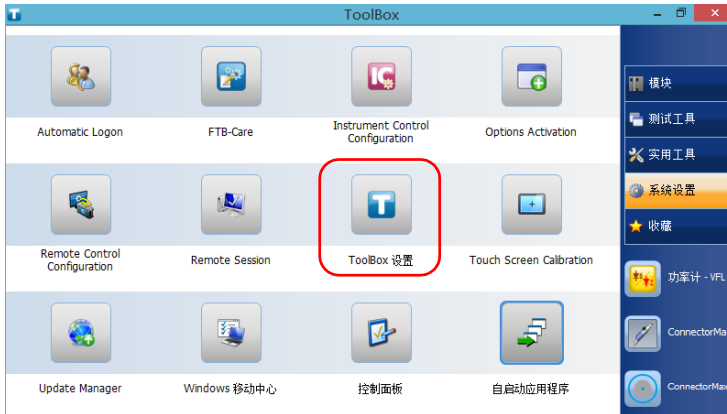 ToolBox
Automatic Logon
FTB-Care
Instrument Control
Configuration
Options Activation
Remote Control
Configuration
Remote Session
ToolBox 设置
Touch Screen Calibration
Update Manager
Windows 移动中心
控制面板
自启动应用程序
模块
测试工具
实用工具
系统设置
收藏
功率计 - VFL
ConnectorMa
ConnectorMax